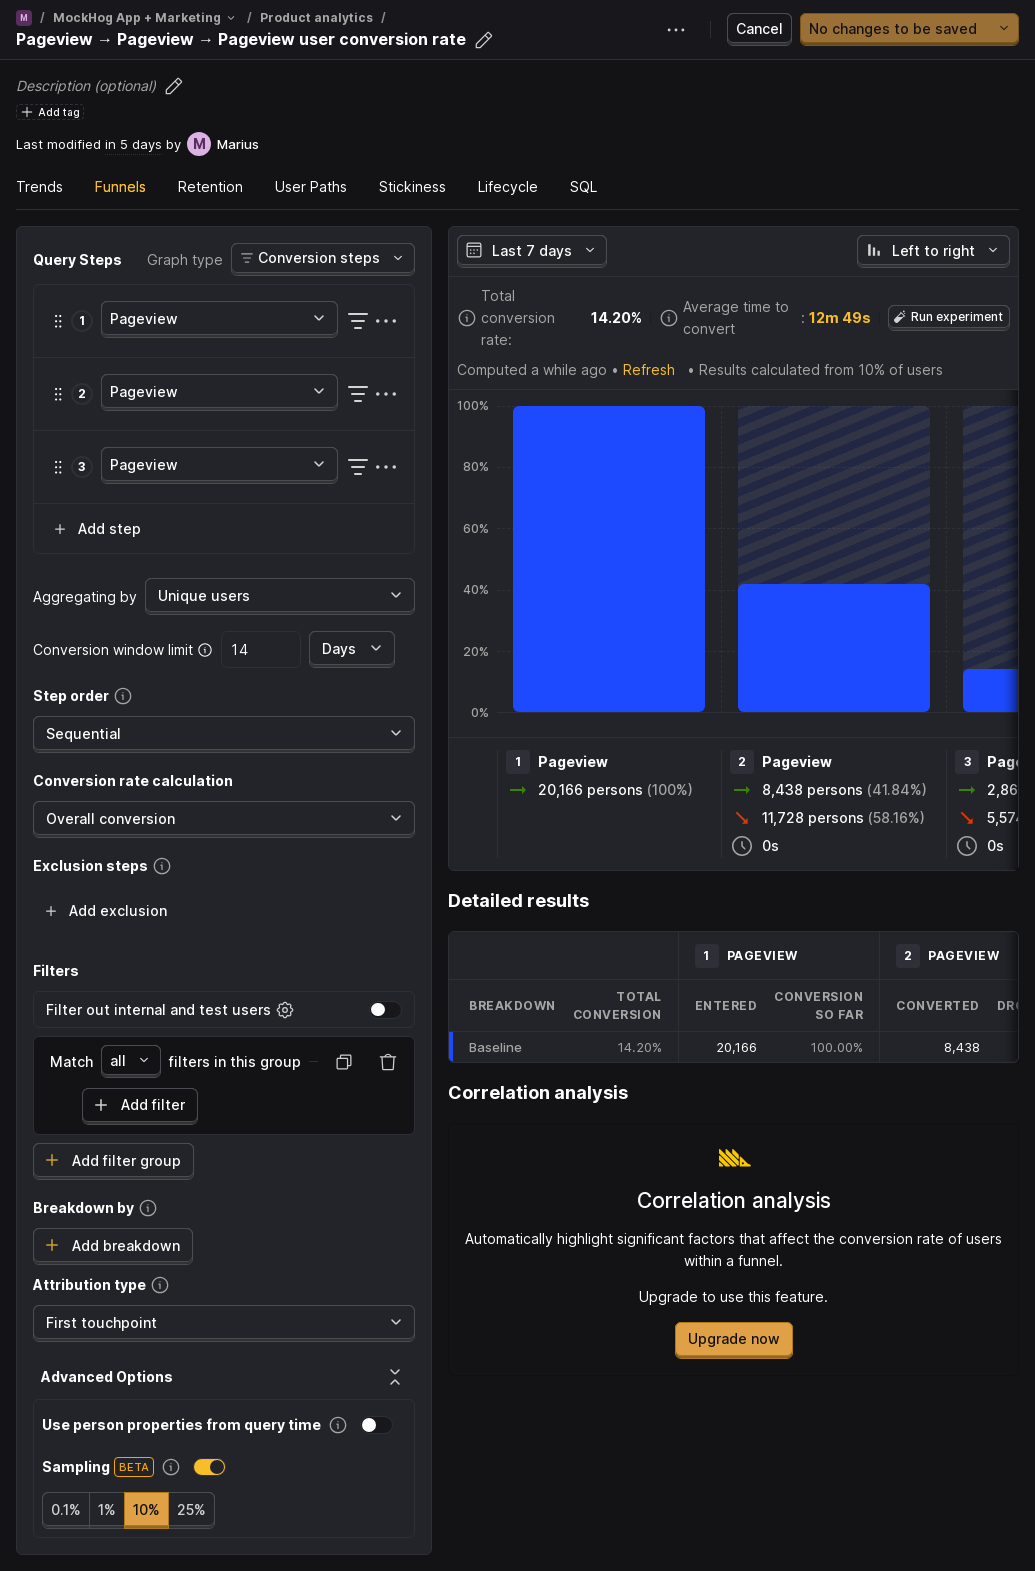 M / MockHog App + Marketing / Product analytics /
Pageview → Pageview → Pageview user conversion rate
Cancel
No changes to be saved
Description (optional)
Add tag
Last modified in 5 days by M Marius
Trends Funnels Retention User Paths Stickiness Lifecycle SQL
Query Steps Graph type Conversion steps
1 Pageview
2 Pageview
3 Pageview
Add step
Aggregating by Unique users
Conversion window limit 14 Days
Step order
Sequential
Conversion rate calculation
Overall conversion
Exclusion steps
Add exclusion
Filters
Filter out internal and test users
Match all filters in this group
Add filter
Add filter group
Breakdown by
Add breakdown
Attribution type
First touchpoint
Advanced Options
Use person properties from query time
Sampling BETA
0.1% 1% 10% 25%
Last 7 days Left to right
Total
conversion
rate:
14.20%
Average time to
convert
: 12m 49s
Run experiment
Computed a while ago • Refresh • Results calculated from 10% of users
100%
80%
60%
40%
20%
0%
1 Pageview
20,166 persons (100%)
2 Pageview
8,438 persons (41.84%)
11,728 persons (58.16%)
0s
3 Page
2,86
5,574
0s
Detailed results
1 PAGEVIEW 2 PAGEVIEW
BREAKDOWN
TOTAL
CONVERSION
ENTERED
CONVERSION
SO FAR
CONVERTED
DRO
Baseline 14.20% 20,166 100.00% 8,438
Correlation analysis
Correlation analysis
Automatically highlight significant factors that affect the conversion rate of users
within a funnel.
Upgrade to use this feature.
Upgrade now